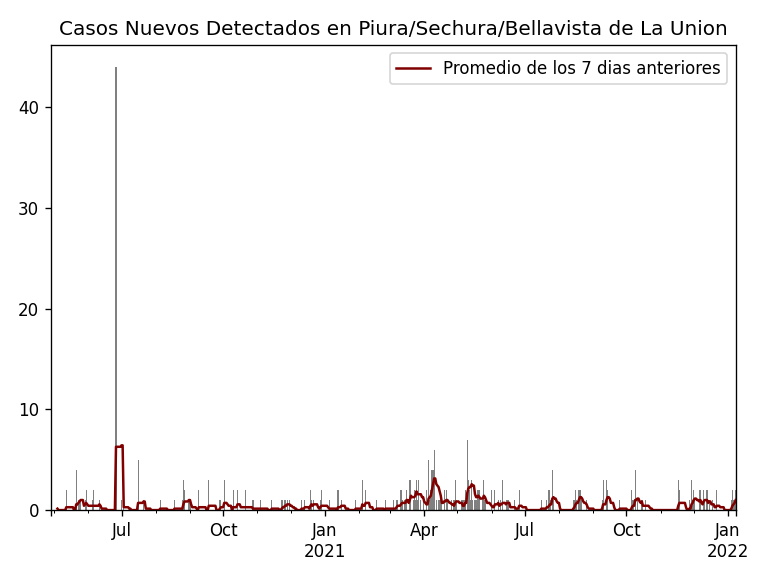 Casos Nuevos Detectados en Piura/Sechura/Bellavista de La Union
Promedio de los 7 dias anteriores
40
30
20
10
0
Jul Oct Jan Apr Jul Oct Jan
2021 2022